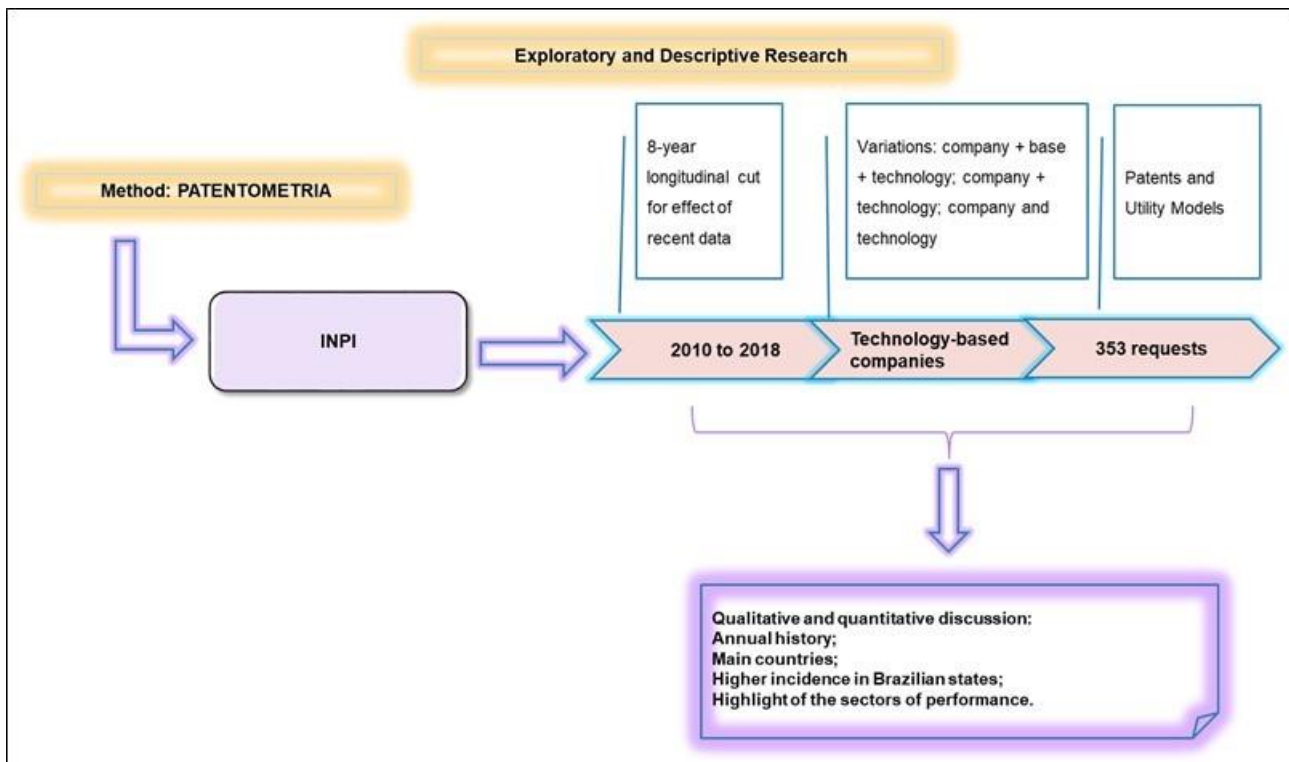 Exploratory and Descriptive Research
Method: PATENTOMETRIA
8-year
longitudinal cut
for effect of
recent data
Variations: company + base
+ technology; company +
technology; company and
technology
Patents and
Utility Models
INPI
2010 to 2018
Technology-based
companies
353 requests
Qualitative and quantitative discussion:
Annual history;
Main countries;
Higher incidence in Brazilian states;
Highlight of the sectors of performance.